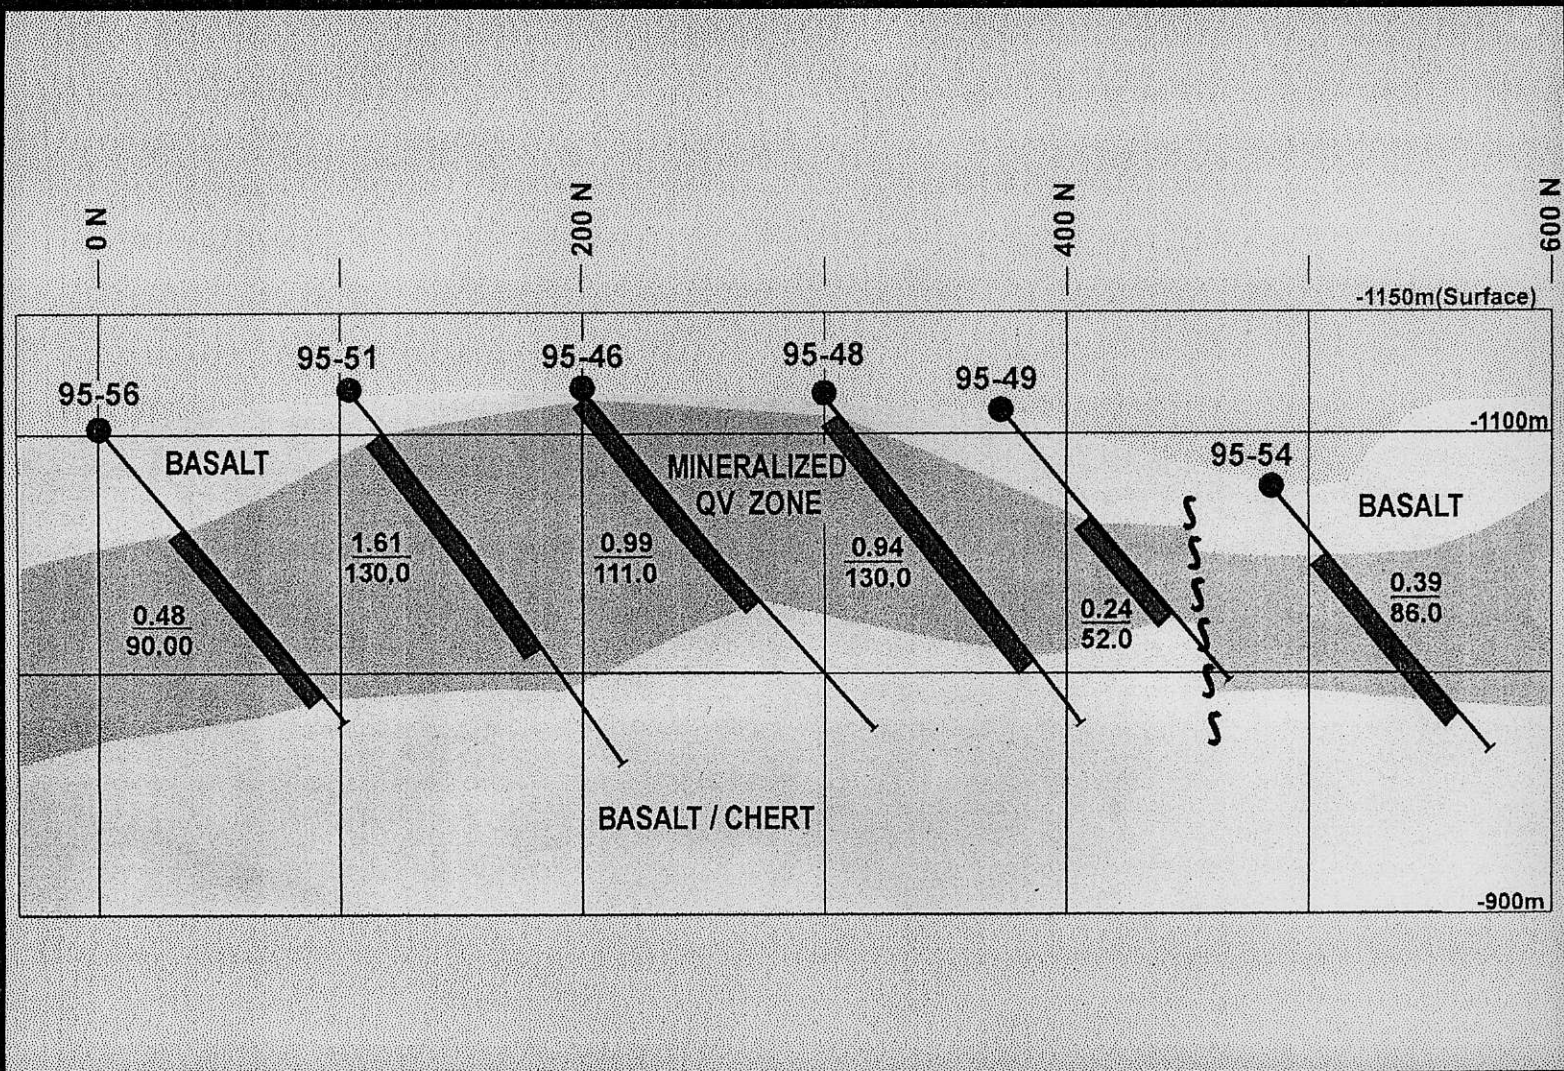 0 N
200 N
400 N
600 N
-1150m(Surface)
95-56
95-51
95-46
95-48
95-49
95-54
-1100m
BASALT
MINERALIZED
QV ZONE
BASALT
1.61
130.0
0.99
111.0
0.94
130.0
0.48
90.00
0.24
52.0
0.39
86.0
BASALT / CHERT
-900m